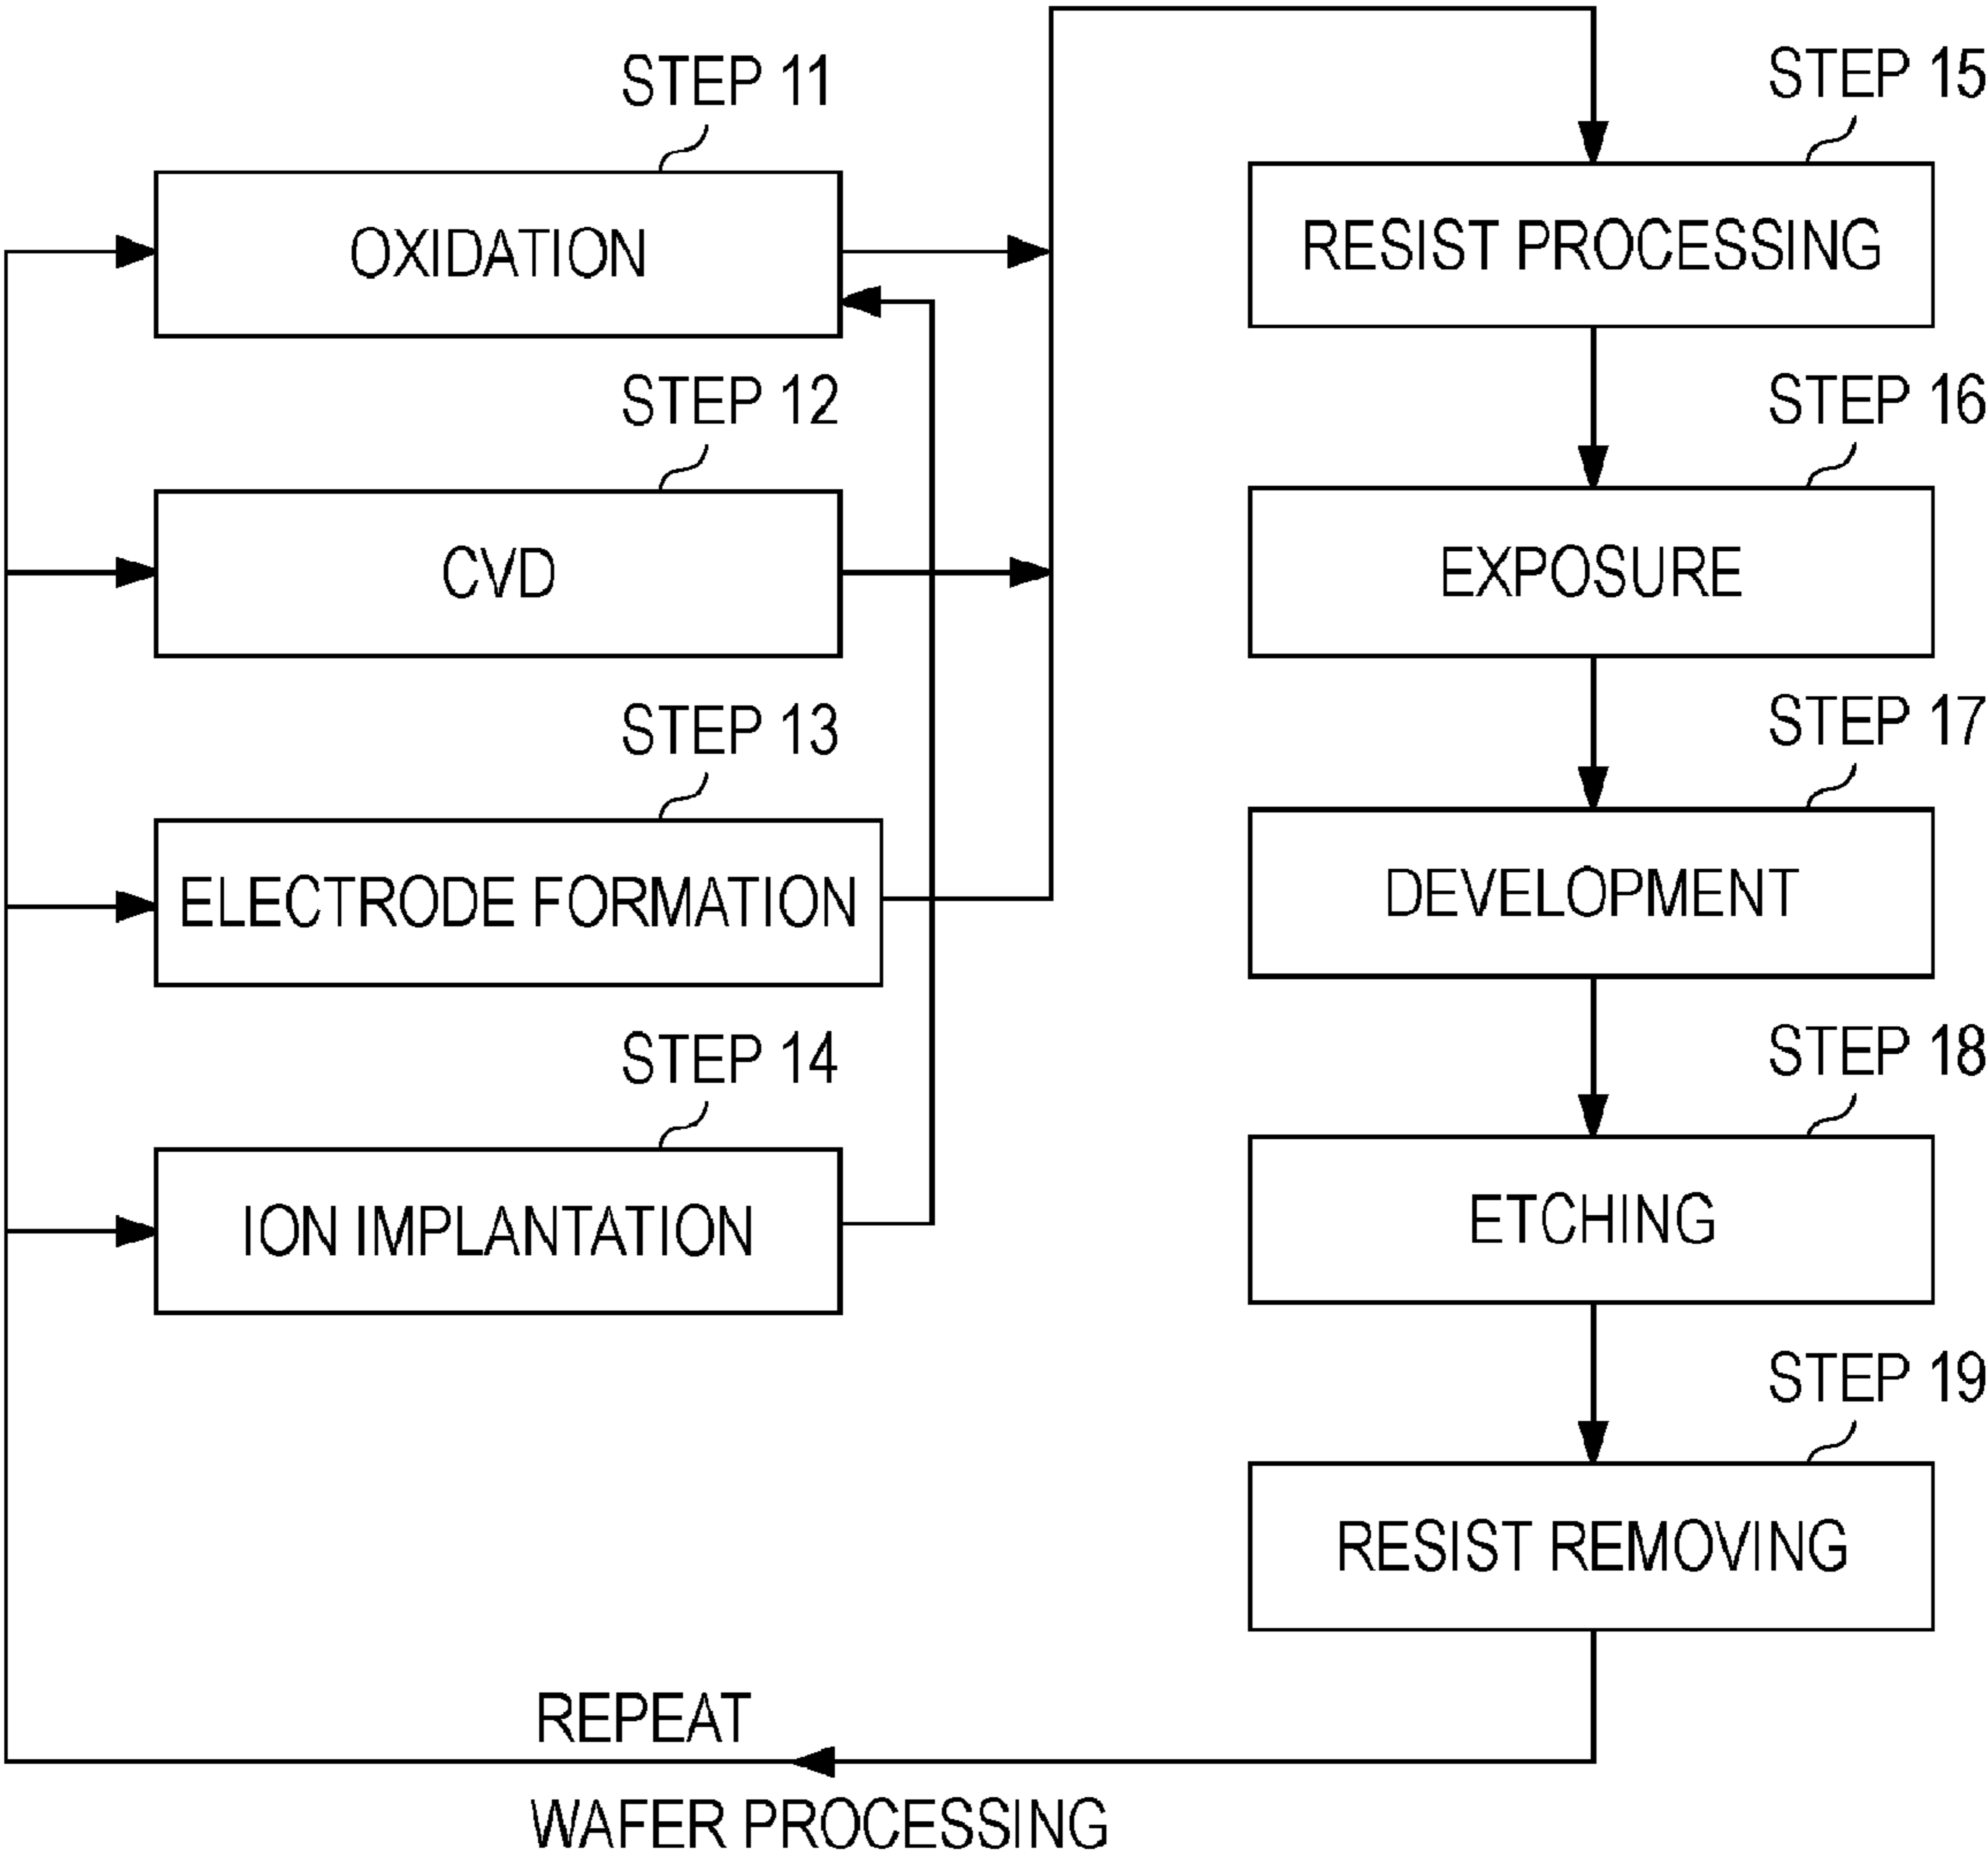 STEP 11
OXIDATION
STEP 12
CVD
STEP 13
ELECTRODE FORMATION
STEP 14
ION IMPLANTATION
STEP 15
RESIST PROCESSING
STEP 16
EXPOSURE
STEP 17
DEVELOPMENT
STEP 18
ETCHING
STEP 19
RESIST REMOVING
REPEAT
WAFER PROCESSING